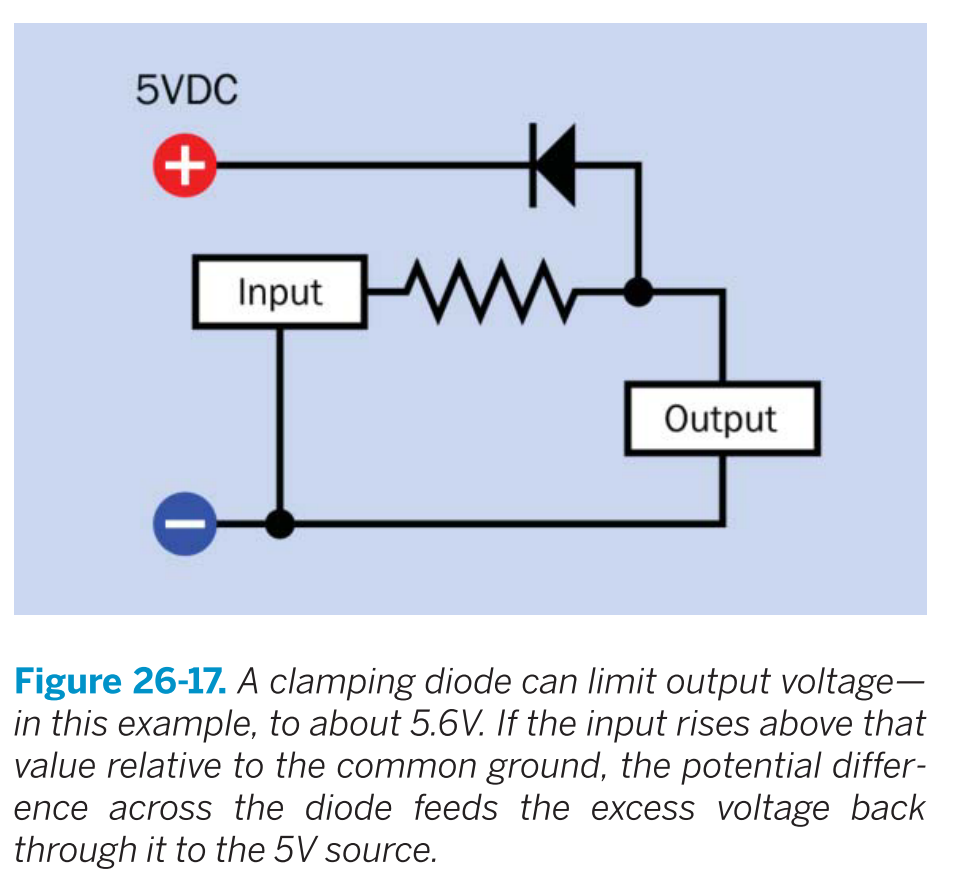 5VDC
+
Input
Output
−
Figure 26-17. A clamping diode can limit output voltage—
in this example, to about 5.6V. If the input rises above that
value relative to the common ground, the potential differ-
ence across the diode feeds the excess voltage back
through it to the 5V source.